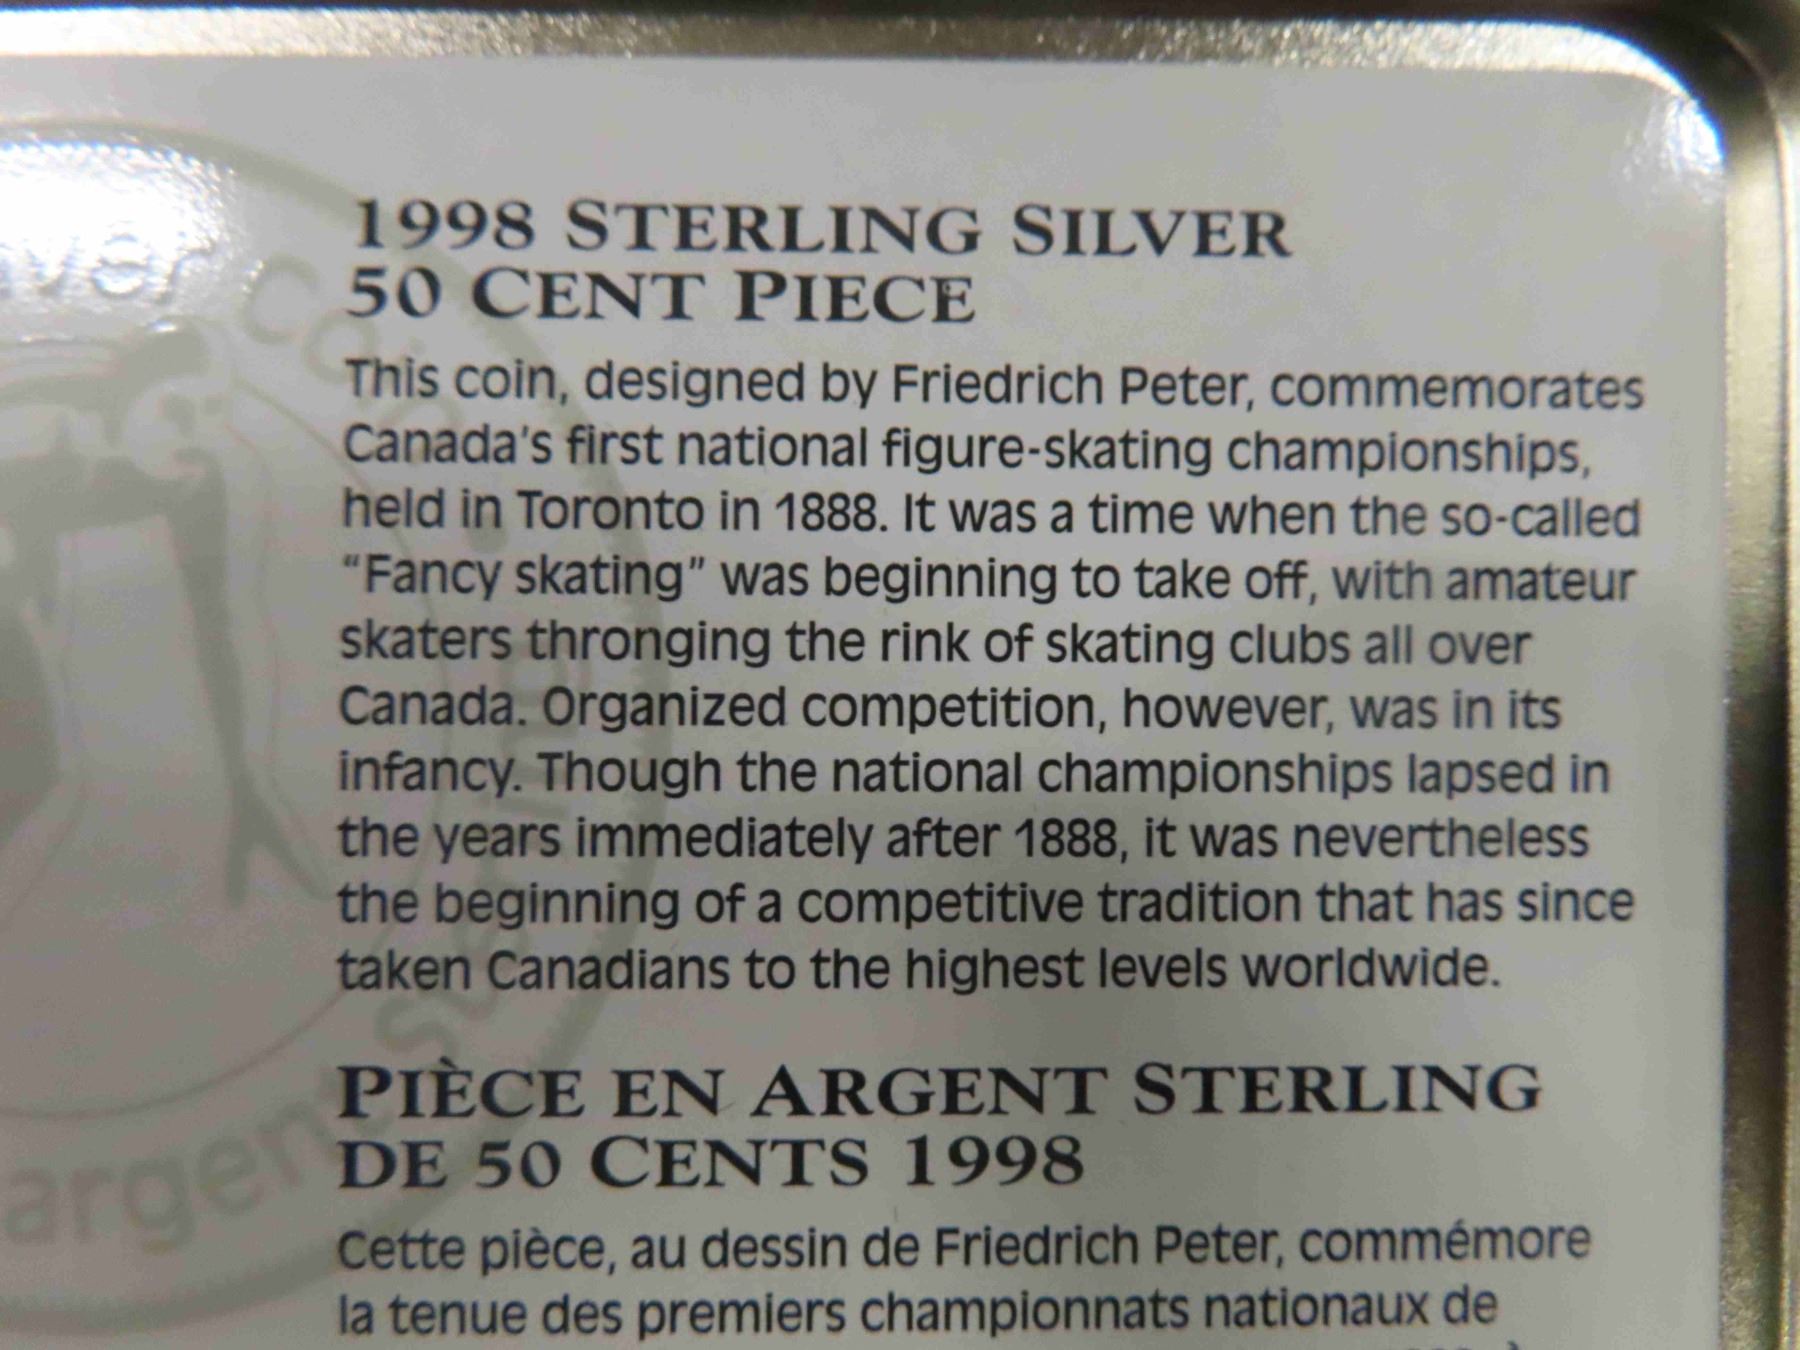 1998 STERLING SILVER
50 CENT PIECE
This coin, designed by Friedrich Peter, commemorates
Canada's first national figure-skating championships,
held in Toronto in 1888. It was a time when the so-called
“Fancy skating” was beginning to take off, with amateur
skaters thronging the rink of skating clubs all over
Canada. Organized competition, however, was in its
infancy. Though the national championships lapsed in
the years immediately after 1888, it was nevertheless
the beginning of a competitive tradition that has since
taken Canadians to the highest levels worldwide.
PIÈCE EN ARGENT STERLING
DE 50 CENTS 1998
Cette pièce, au dessin de Friedrich Peter, commémore
la tenue des premiers championnats nationaux de
argent